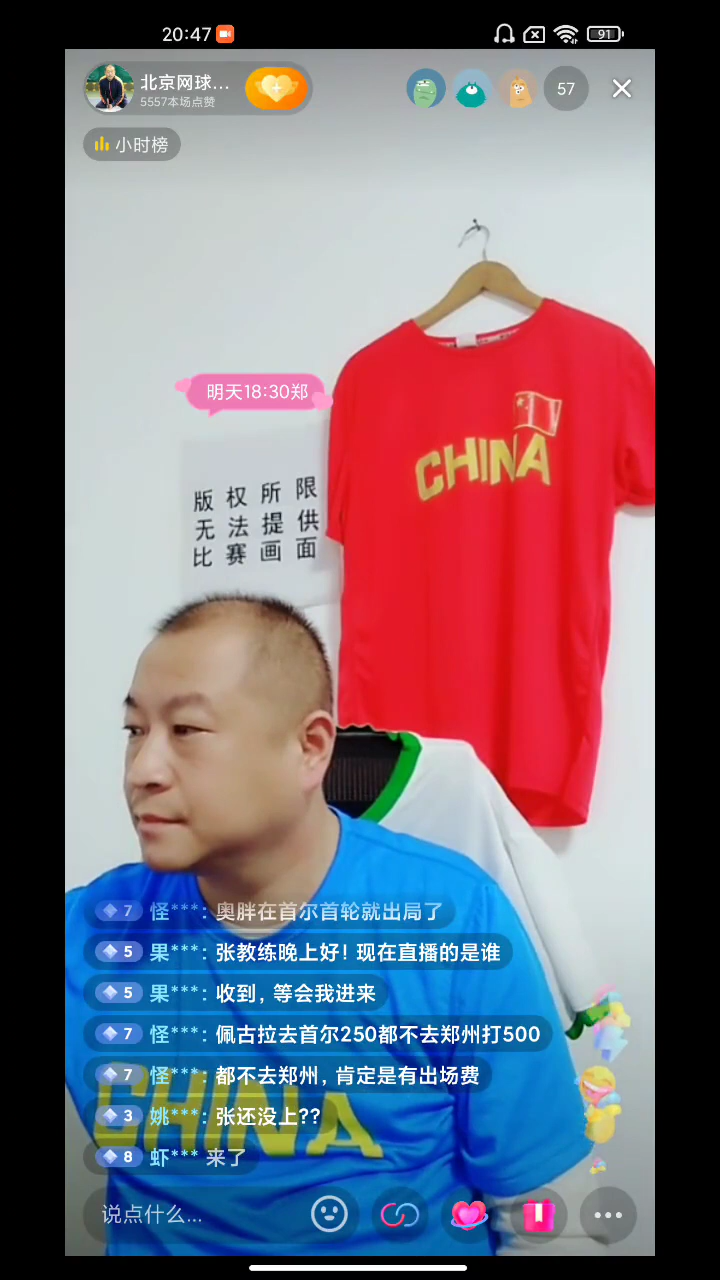 20:47
91
北京网球...
5557本场点赞
57
小时榜
明天18:30郑
CHINA
版权所限
无法提供
比赛画面
7 怪***: 奥胖在首尔首轮就出局了
5 果***: 张教练晚上好！现在直播的是谁
5 果***: 收到，等会我进来
7 怪***: 佩古拉去首尔250都不去郑州打500
7 怪***: 都不去郑州，肯定是有出场费
CHINA
3 姚***: 张还没上??
8 虾*** 来了
说点什么...